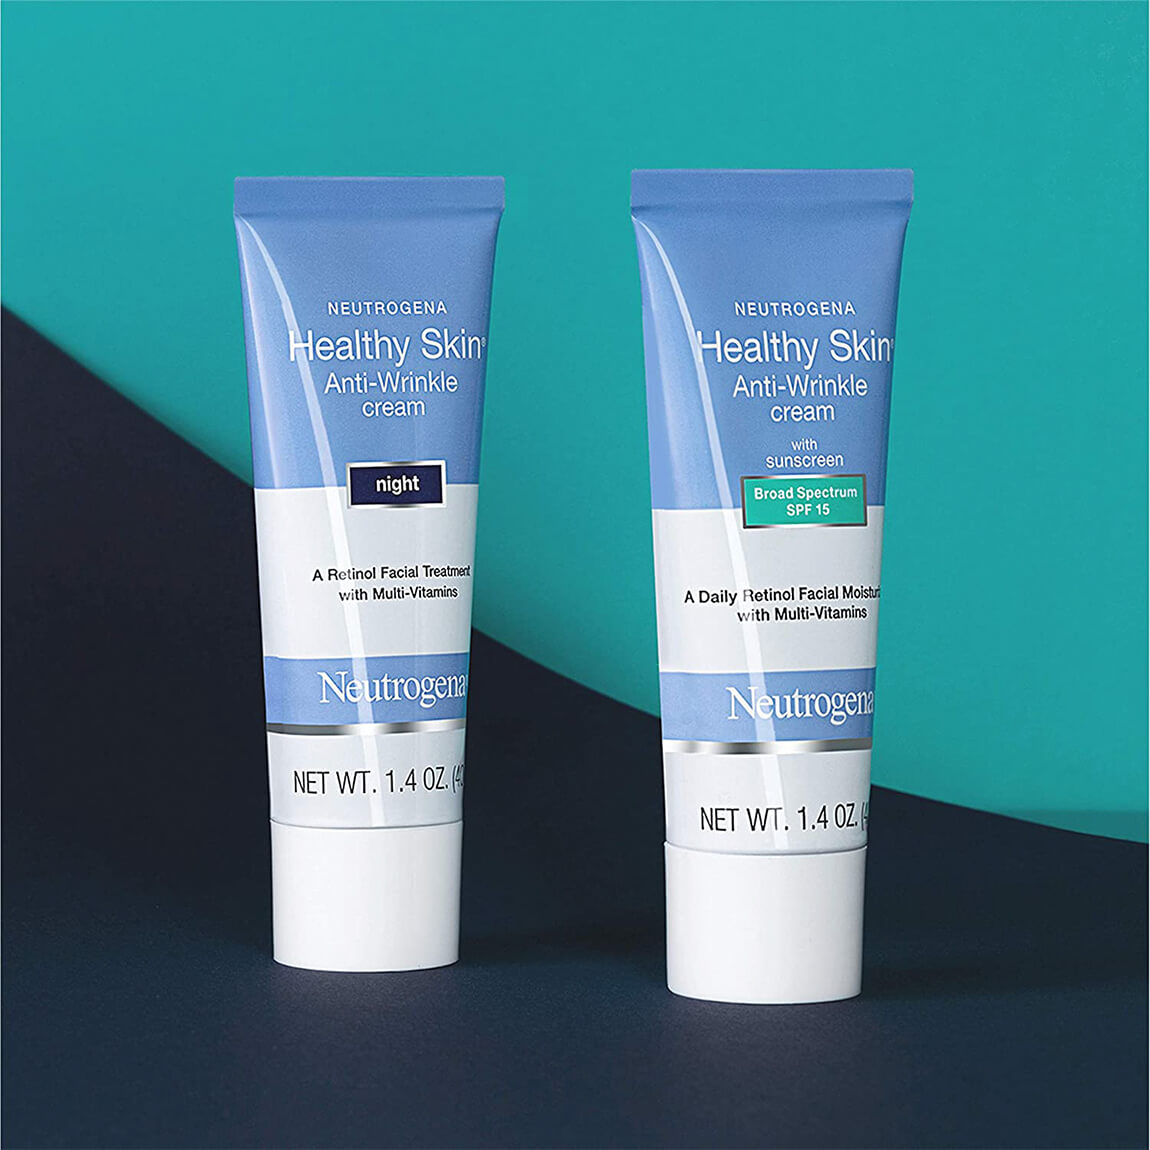 NEUTROGENA
Healthy Skin®
Anti-Wrinkle
cream
night
A Retinol Facial Treatment
with Multi-Vitamins
Neutrogena
NET WT. 1.4 OZ.
NEUTROGENA
Healthy Skin®
Anti-Wrinkle
cream
with
sunscreen
Broad Spectrum
SPF 15
A Daily Retinol Facial
with Multi-Vitamins
Neutrogena
NET WT. 1.4 OZ.